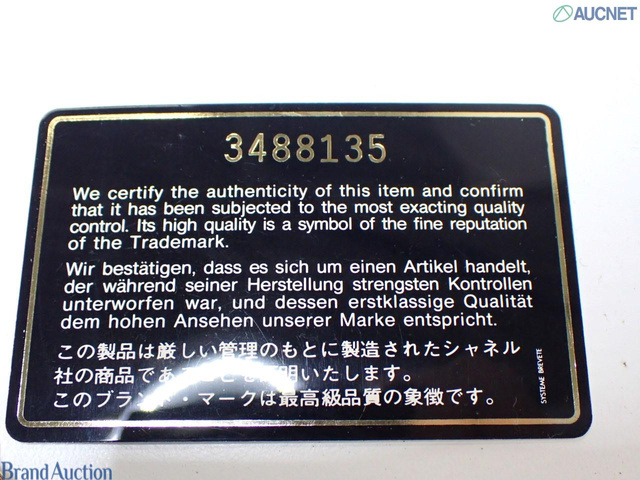 AUCNET
3488135
We certify the authenticity of this item and confirm
that it has been subjected to the most exacting quality
control. Its high quality is a symbol of the fine reputation
of the Trademark.
Wir bestätigen, dass es sich um einen Artikel handelt,
der während seiner Herstellung strengsten Kontrollen
unterworfen war, und dessen erstklassige Qualität
dem hohen Ansehen unserer Marke entspricht.
この製品は厳しい管理のもとに製造されたシャネル
社の商品であ 明いたします。
このブランド・マークは最高級品質の象徴です。
SYSTEME BREVETE
Brand Auction